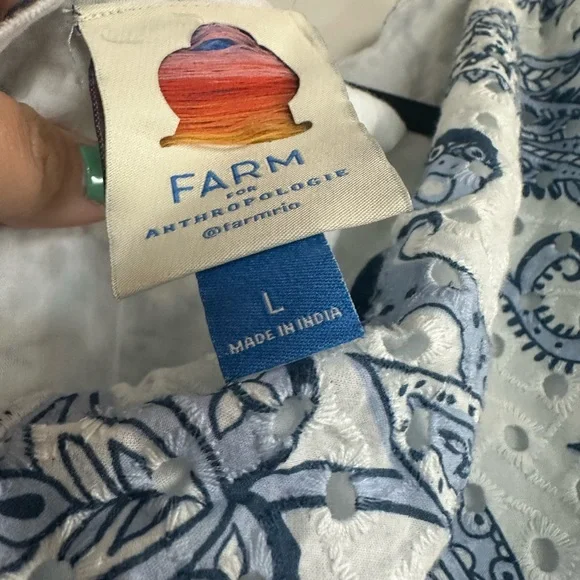 FARM
FOR
ANTHROPOLOGIE
@farmrio
L
MADE IN INDIA